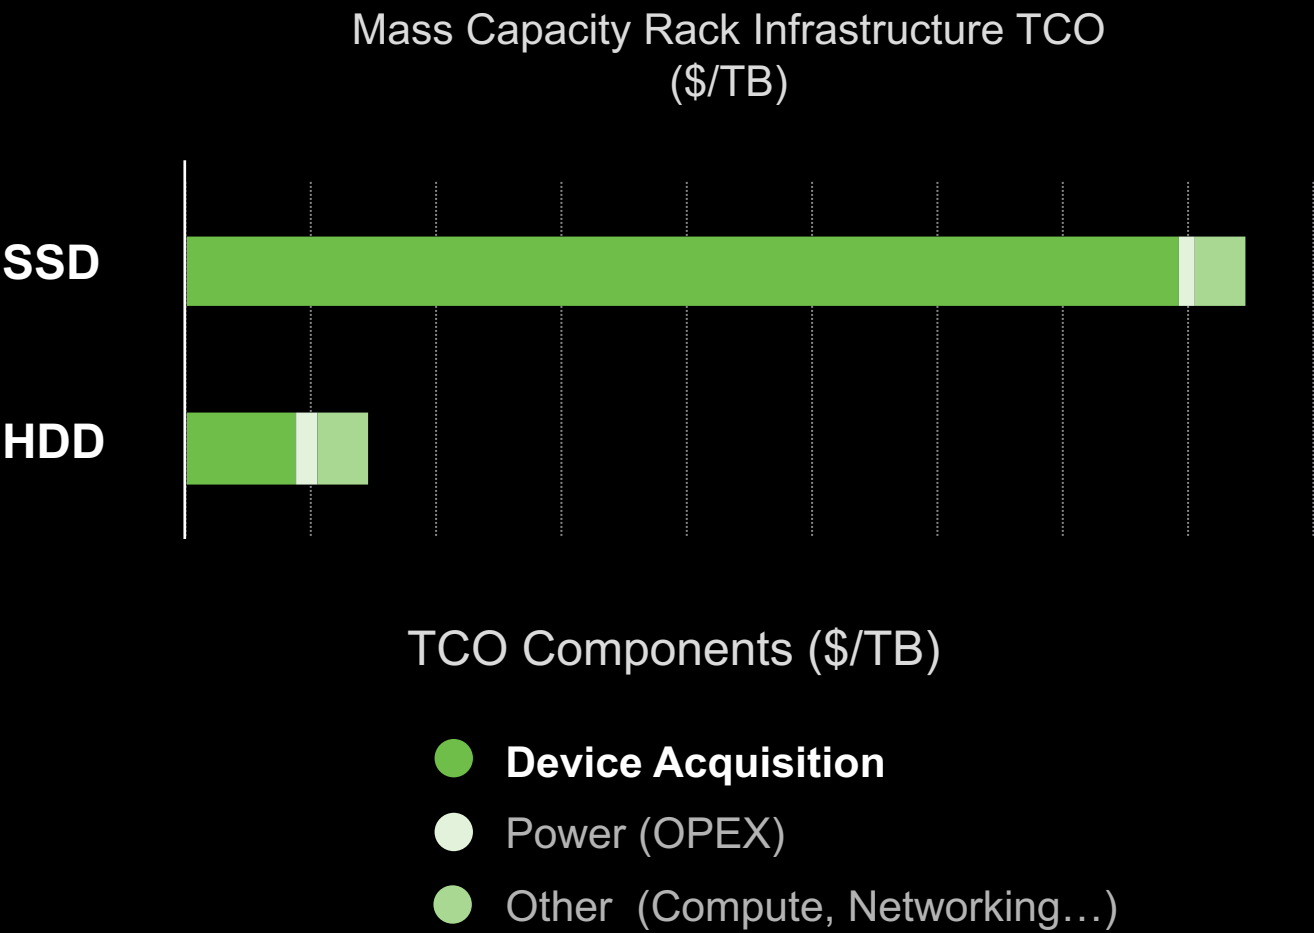 Mass Capacity Rack Infrastructure TCO
($/TB)
SSD
HDD
TCO Components ($/TB)
Device Acquisition
Power (OPEX)
Other (Compute, Networking…)